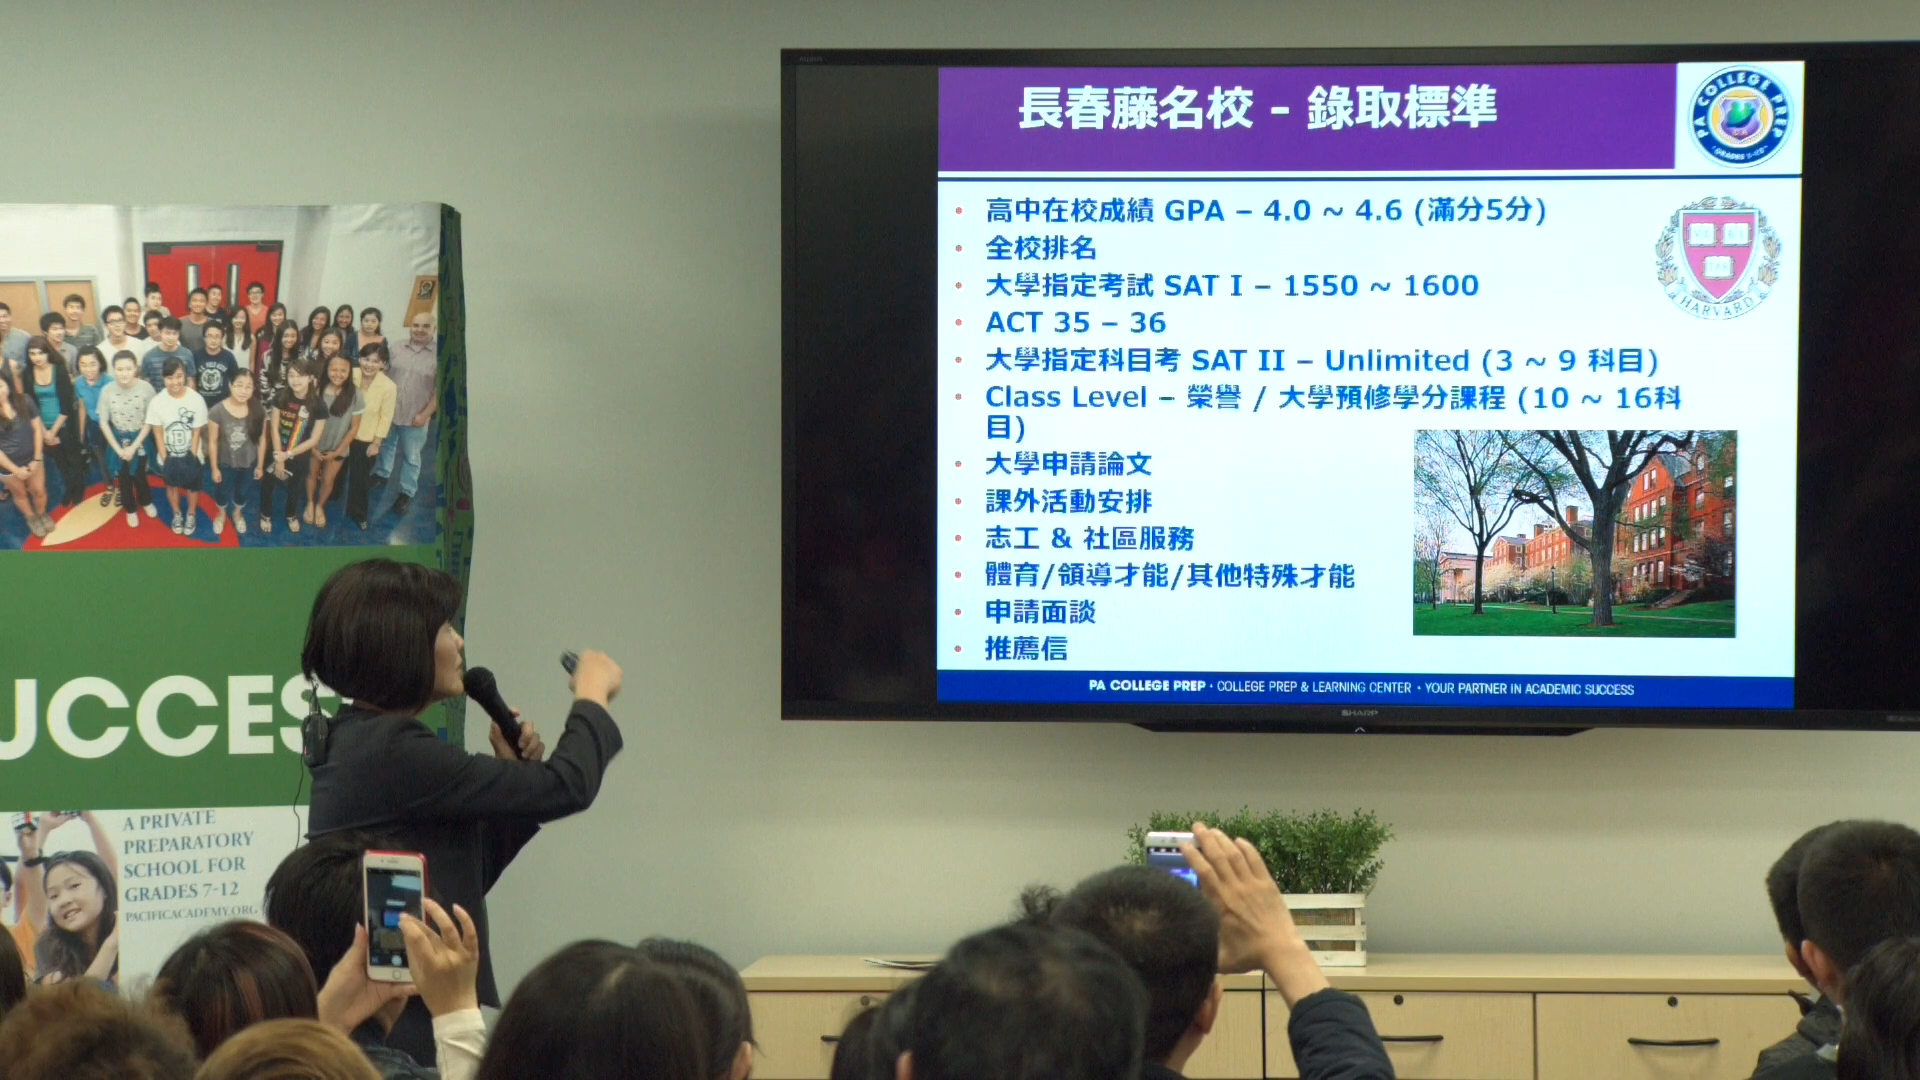 長春藤名校 - 錄取標準
PA COLLEGE PREP
GRADES
高中在校成績 GPA – 4.0 ~ 4.6 (滿分5分)
全校排名
大學指定考試 SAT I – 1550 ~ 1600
ACT 35 – 36
大學指定科目考 SAT II – Unlimited (3 ~ 9 科目)
Class Level – 榮譽 / 大學預修學分課程 (10 ~ 16科
目)
大學申請論文
課外活動安排
志工 & 社區服務
體育/領導才能/其他特殊才能
申請面談
推薦信
HARVARD
PA COLLEGE PREP · COLLEGE PREP & LEARNING CENTER · YOUR PARTNER IN ACADEMIC SUCCESS
SHARP
UCCES
A PRIVATE
PREPARATORY
SCHOOL FOR
GRADES 7-12
PACIFICACADEMY.ORG